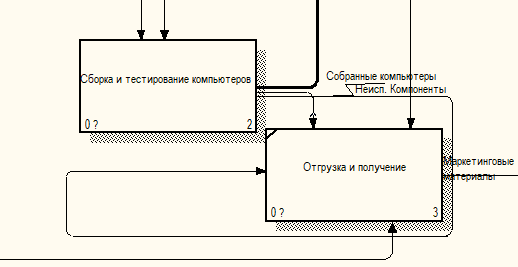 Сборка и тестирование компьютеров
0 ?
2
Собранные компьютеры
Неисп. Компоненты
Отгрузка и получение
0 ?
3
Маркетинговые
материалы